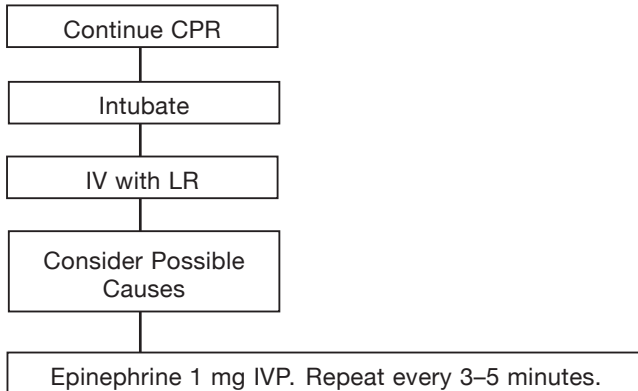 Continue CPR
Intubate
IV with LR
Consider Possible
Causes
Epinephrine 1 mg IVP. Repeat every 3–5 minutes.